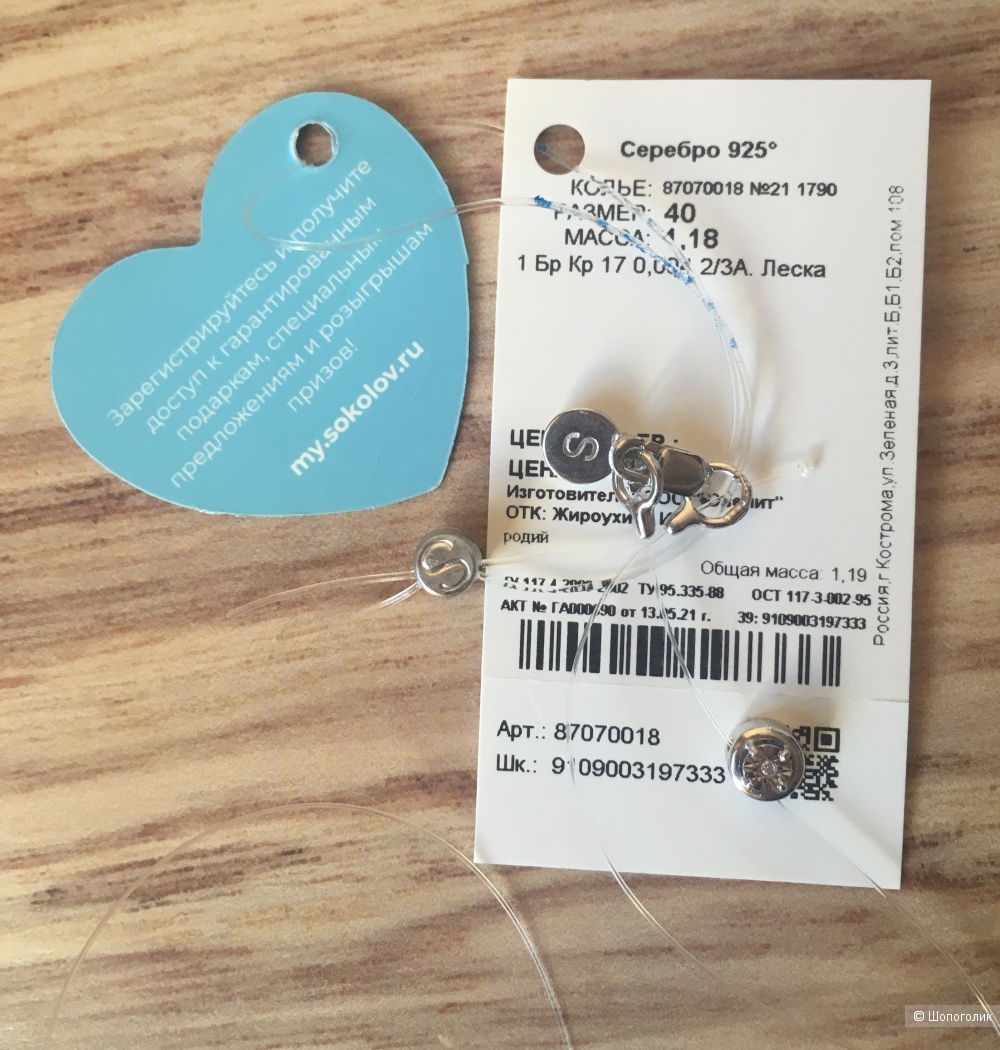 Зарегистрируйтесь и получите
доступ к гарантированным
подаркам, специальным
предложениям и розыгрышам
призов!
my.sokolov.ru
Серебро 925°
КОЛЬЕ: 87070018 №21 1790
РАЗМЕР: 40
МАССА: 1,18
1 Бр Кр 17 2/3А. Леска
родий
Общая масса: 1,19
ТУ 95.335-88 ОСТ 117-3-002-95
АКТ № от 13.05.21 г. 39: 9109003197333
Арт.: 87070018
Шк.: 9109003197333
Россия,г.Кострома,ул. Зеленая,д.3,лит.Б,Б1,Б2,пом 108
S
S
© Шопоголик